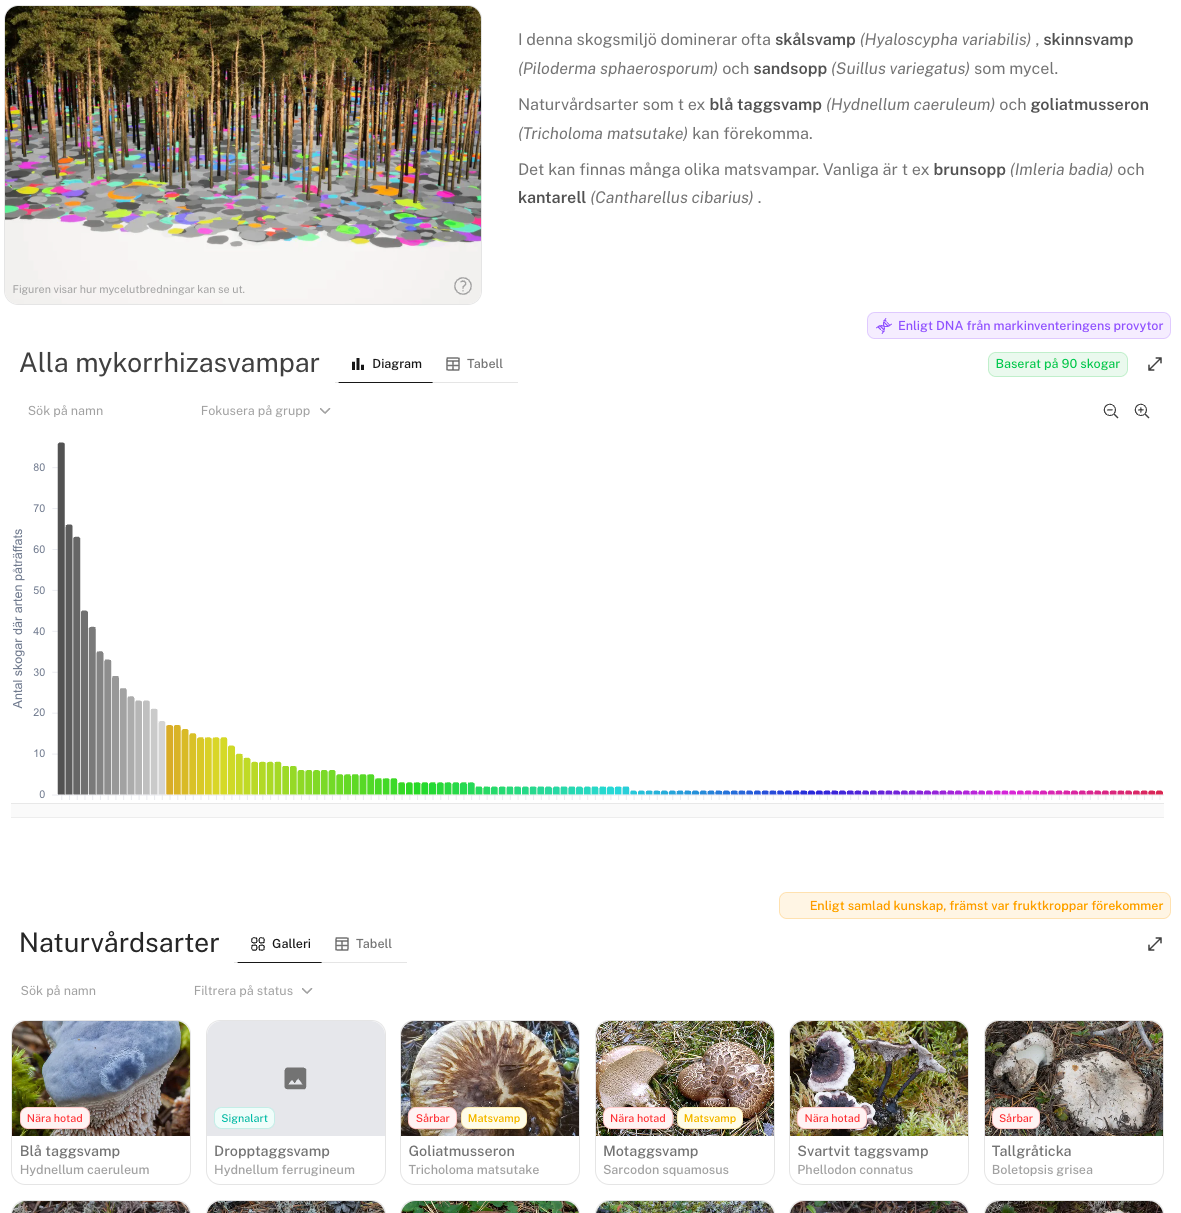 I denna skogsmiljö dominerar ofta skålsvamp (Hyaloscypha variabilis) , skinnsvamp
(Piloderma sphaerosporum) och sandsopp (Suillus variegatus) som mycel.
Naturvårdsarter som t ex blå taggsvamp (Hydnellum caeruleum) och goliatmusseron
(Tricholoma matsutake) kan förekomma.
Det kan finnas många olika matsvampar. Vanliga är t ex brunsopp (Imleria badia) och
kantarell (Cantharellus cibarius) .
Figuren visar hur mycelutbredningar kan se ut.
?
Enligt DNA från markinventeringens provytor
Alla mykorrhizasvampar
Diagram
Tabell
Baserat på 90 skogar
Sök på namn
Fokusera på grupp
Antal skogar där arten påträffats
80
70
60
50
40
30
20
10
0
Enligt samlad kunskap, främst var fruktkroppar förekommer
Naturvårdsarter
Galleri
Tabell
Sök på namn
Filtrera på status
Nära hotad
Blå taggsvamp
Hydnellum caeruleum
Signalart
Dropptaggsvamp
Hydnellum ferrugineum
Sårbar
Matsvamp
Goliatmusseron
Tricholoma matsutake
Nära hotad
Matsvamp
Motaggsvamp
Sarcodon squamosus
Nära hotad
Svartvit taggsvamp
Phellodon connatus
Sårbar
Tallgråticka
Boletopsis grisea